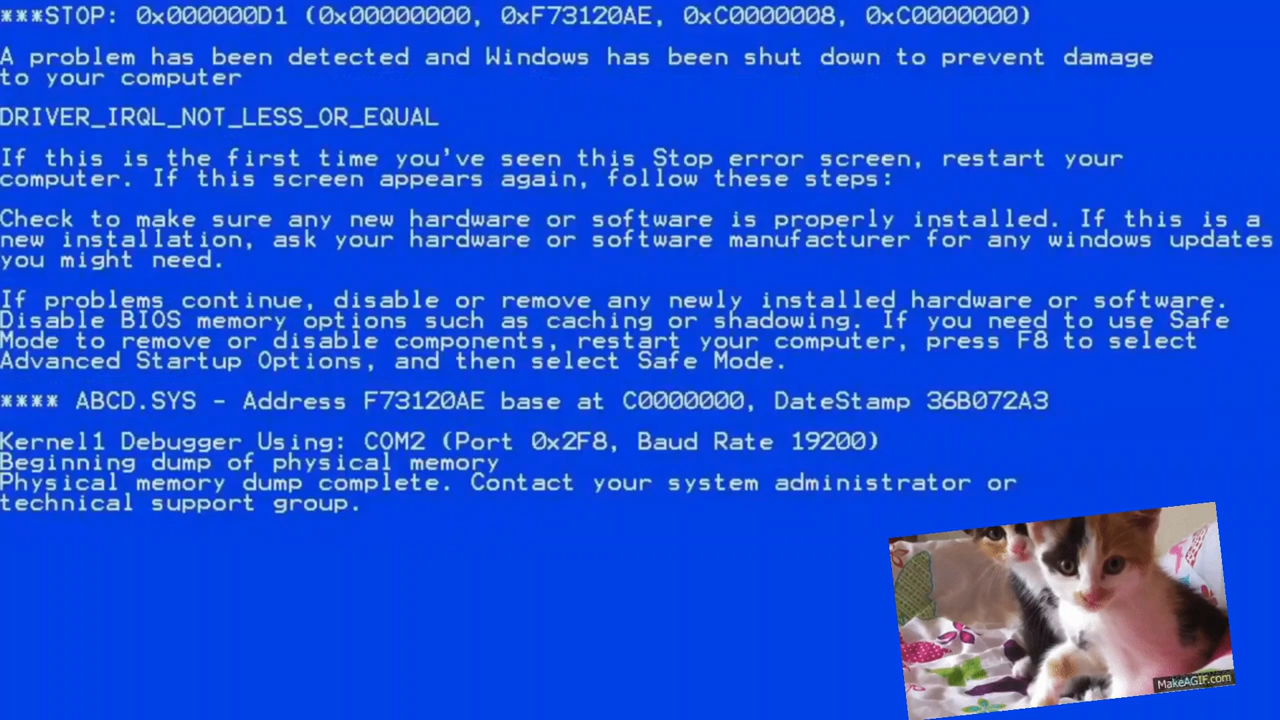 ***STOP: 0x000000D1 (0x00000000, 0xF73120AE, 0xC0000008, 0xC0000000)
A problem has been detected and Windows has been shut down to prevent damage
to your computer
DRIVER_IRQL_NOT_LESS_OR_EQUAL
If this is the first time you've seen this Stop error screen, restart your
computer. If this screen appears again, follow these steps:
Check to make sure any new hardware or software is properly installed. If this is a
new installation, ask your hardware or software manufacturer for any windows updates
you might need.
If problems continue, disable or remove any newly installed hardware or software.
Disable BIOS memory options such as caching or shadowing. If you need to use Safe
Mode to remove or disable components, restart your computer, press F8 to select
Advanced Startup Options, and then select Safe Mode.
**** ABCD.SYS - Address F73120AE base at C0000000, DateStamp 36B072A3
Kernel1 Debugger Using: COM2 (Port 0x2F8, Baud Rate 19200)
Beginning dump of physical memory
Physical memory dump complete. Contact your system administrator or
technical support group.
MakeAGIF.com